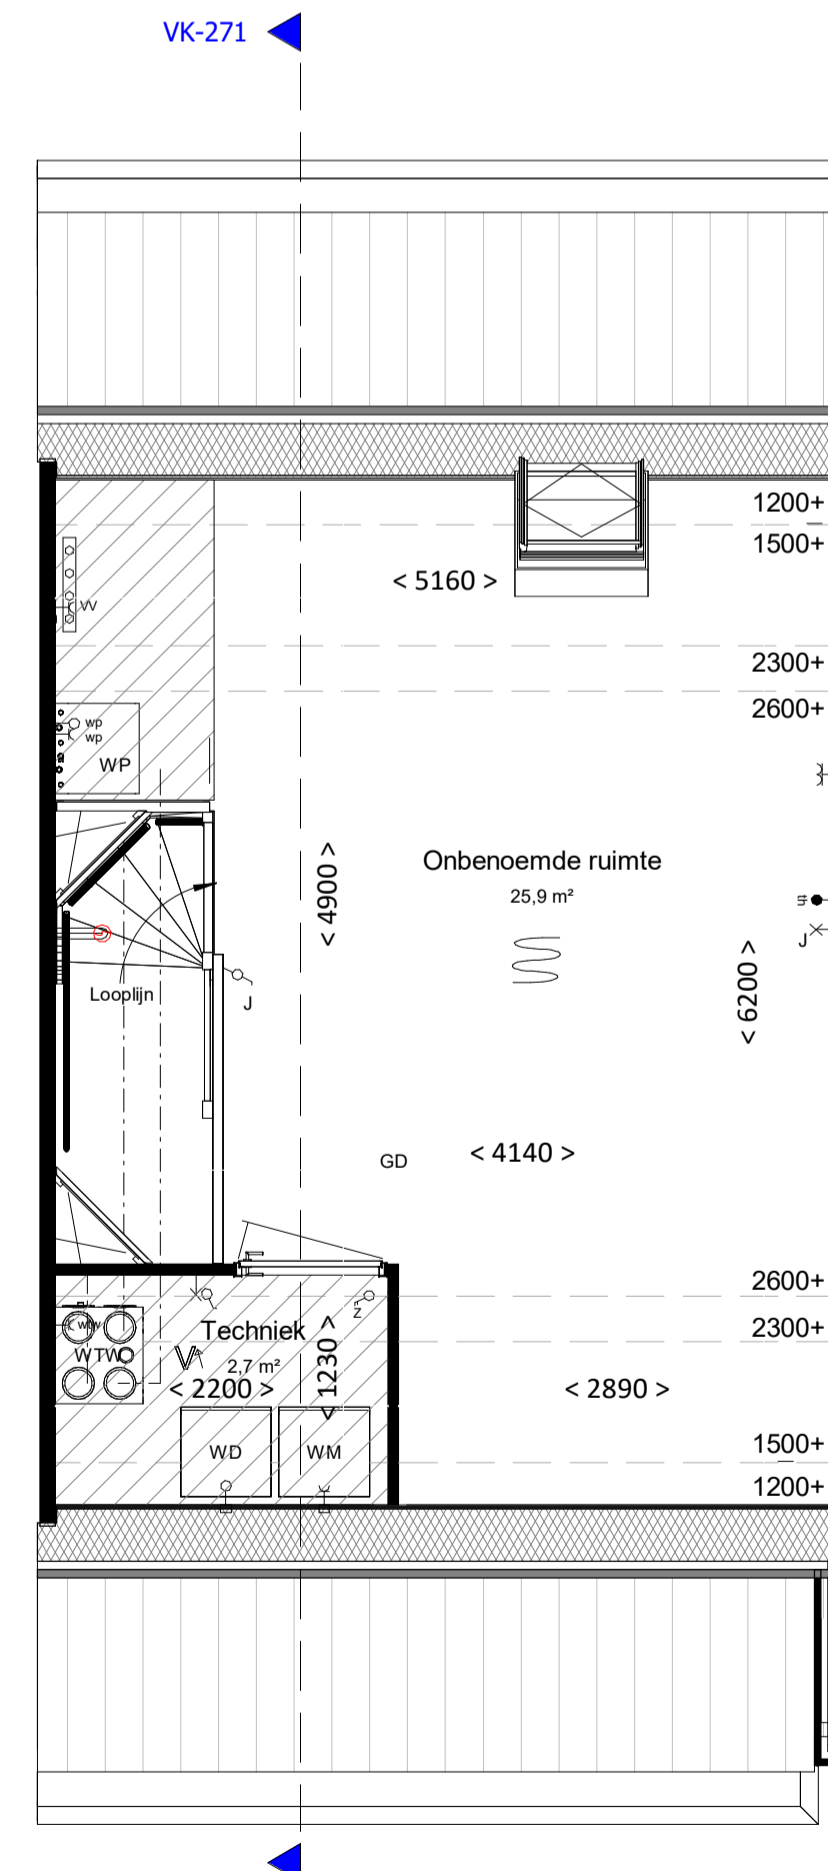 VK-271
1200+
1500+
< 5160 >
VV
2300+
2600+
wp
wp
WP
< 4900 >
Onbenoemde ruimte
25,9 m²
J
< 6200 >
Looplijn
J
GD
< 4140 >
2600+
z
Techniek
2300+
wtw
WTW
2,7 m²
< 2200 >
< 1230 >
< 2890 >
WD
WM
1500+
1200+